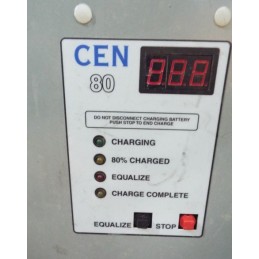 CEN
80
DO NOT DISCONNECT CHARGING BATTERY
PUSH STOP TO END CHARGE
CHARGING
80% CHARGED
EQUALIZE
CHARGE COMPLETE
EQUALIZE STOP